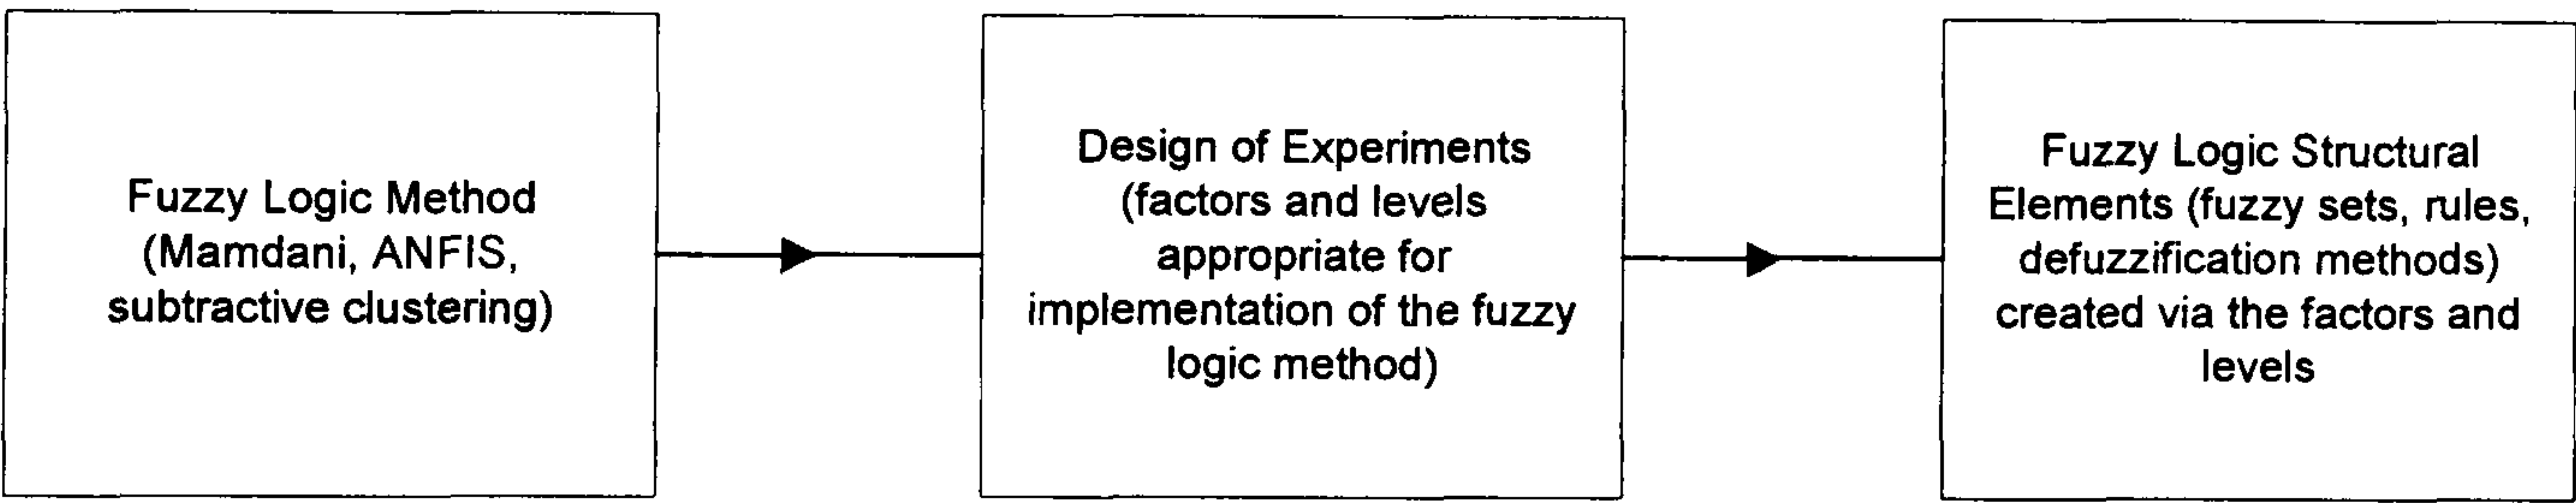 Fuzzy Logic Method
(Mamdani, ANFIS,
subtractive clustering)
Design of Experiments
(factors and levels
appropriate for
implementation of the fuzzy
logic method)
Fuzzy Logic Structural
Elements (fuzzy sets, rules,
defuzzification methods)
created via the factors and
levels